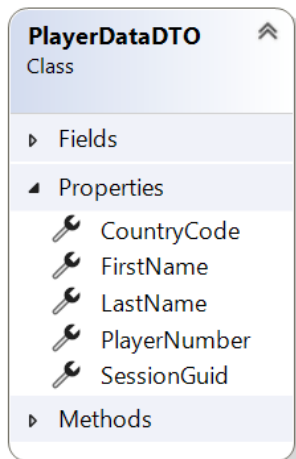 PlayerDataDTO
Class
Fields
Properties
CountryCode
FirstName
LastName
PlayerNumber
SessionGuid
Methods